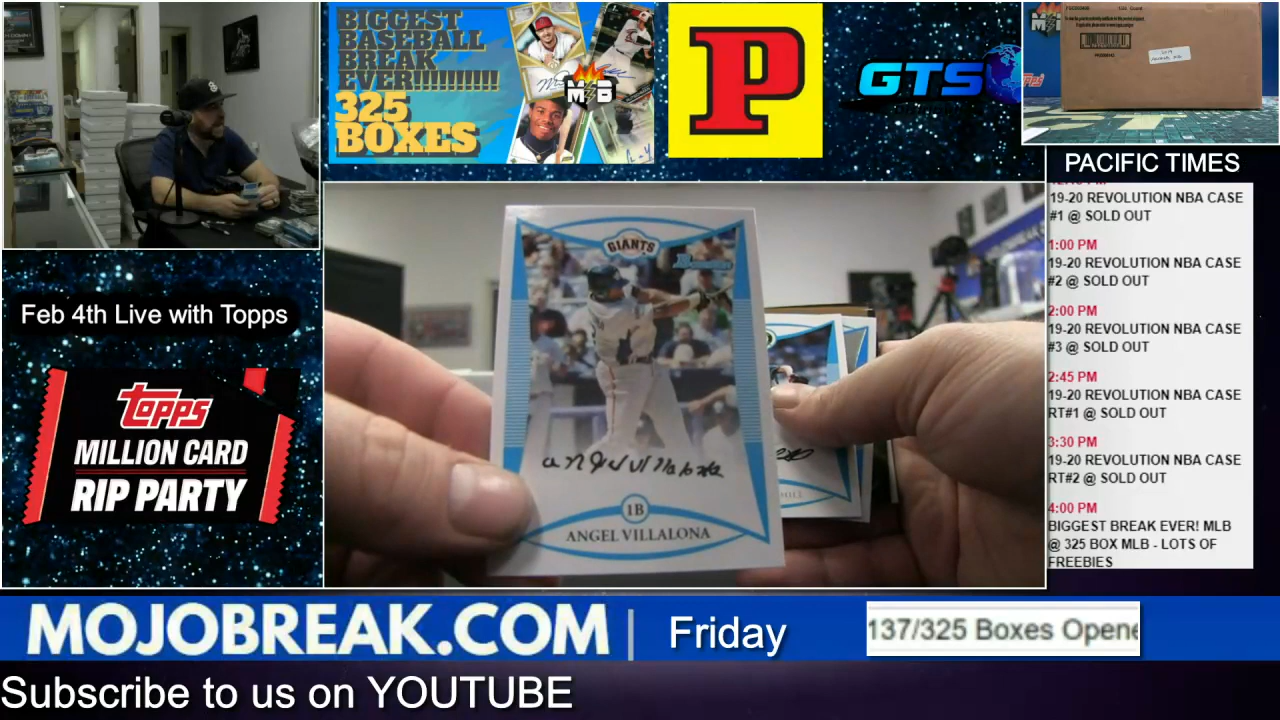 BIGGEST
BASEBALL
BREAK
EVER!!!!!!!!!!
325
BOXES
M B
P
GTS
topps
PACIFIC TIMES
19-20 REVOLUTION NBA CASE
#1 @ SOLD OUT
1:00 PM
19-20 REVOLUTION NBA CASE
#2 @ SOLD OUT
2:00 PM
19-20 REVOLUTION NBA CASE
#3 @ SOLD OUT
2:45 PM
19-20 REVOLUTION NBA CASE
RT#1 @ SOLD OUT
3:30 PM
19-20 REVOLUTION NBA CASE
RT#2 @ SOLD OUT
4:00 PM
BIGGEST BREAK EVER! MLB
@ 325 BOX MLB - LOTS OF
FREEBIES
Feb 4th Live with Topps
topps
MILLION CARD
RIP PARTY
GIANTS
Bowman
1B
ANGEL VILLALONA
MOJOBREAK.COM
Friday
137/325 Boxes Opene
Subscribe to us on YOUTUBE